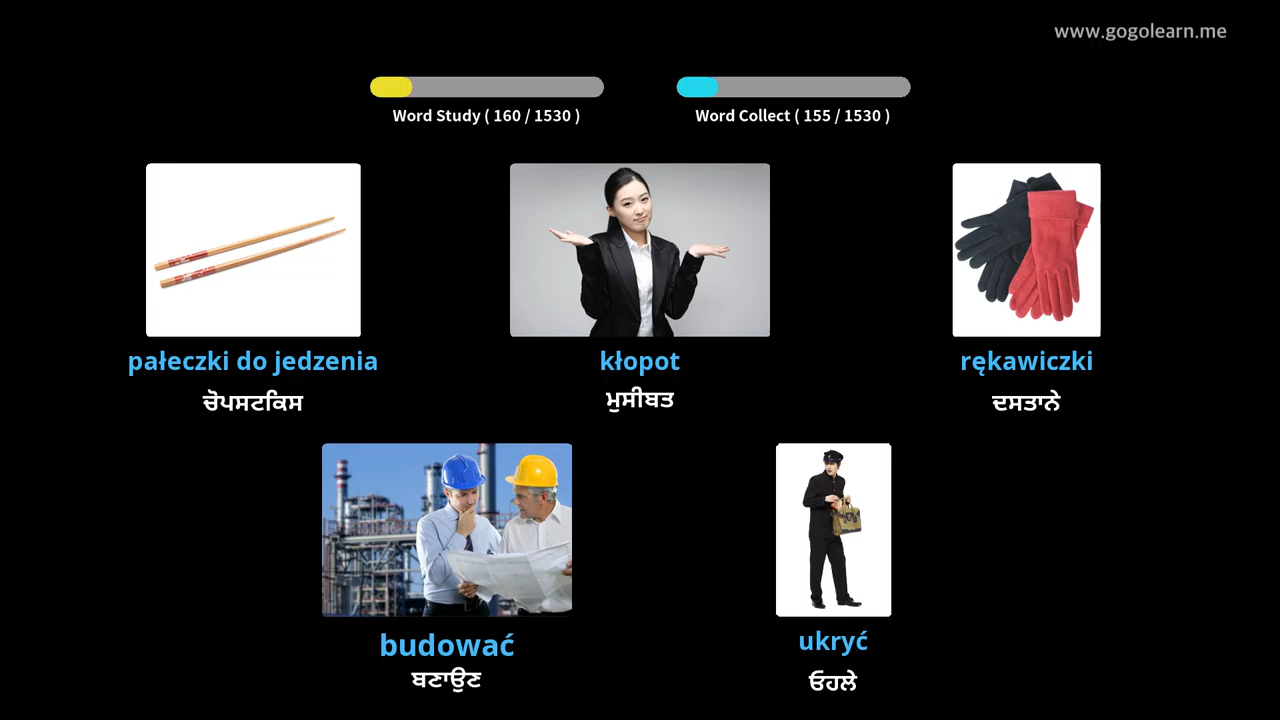 www.gogolearn.me
Word Study ( 160 / 1530 )
Word Collect ( 155 / 1530 )
pałeczki do jedzenia
ਚੋਪਸਟਕਿਸ
kłopot
ਮੁਸੀਬਤ
rękawiczki
ਦਸਤਾਨੇ
budować
ਬਣਾਉਣ
ukryć
ਓਹਲੇ